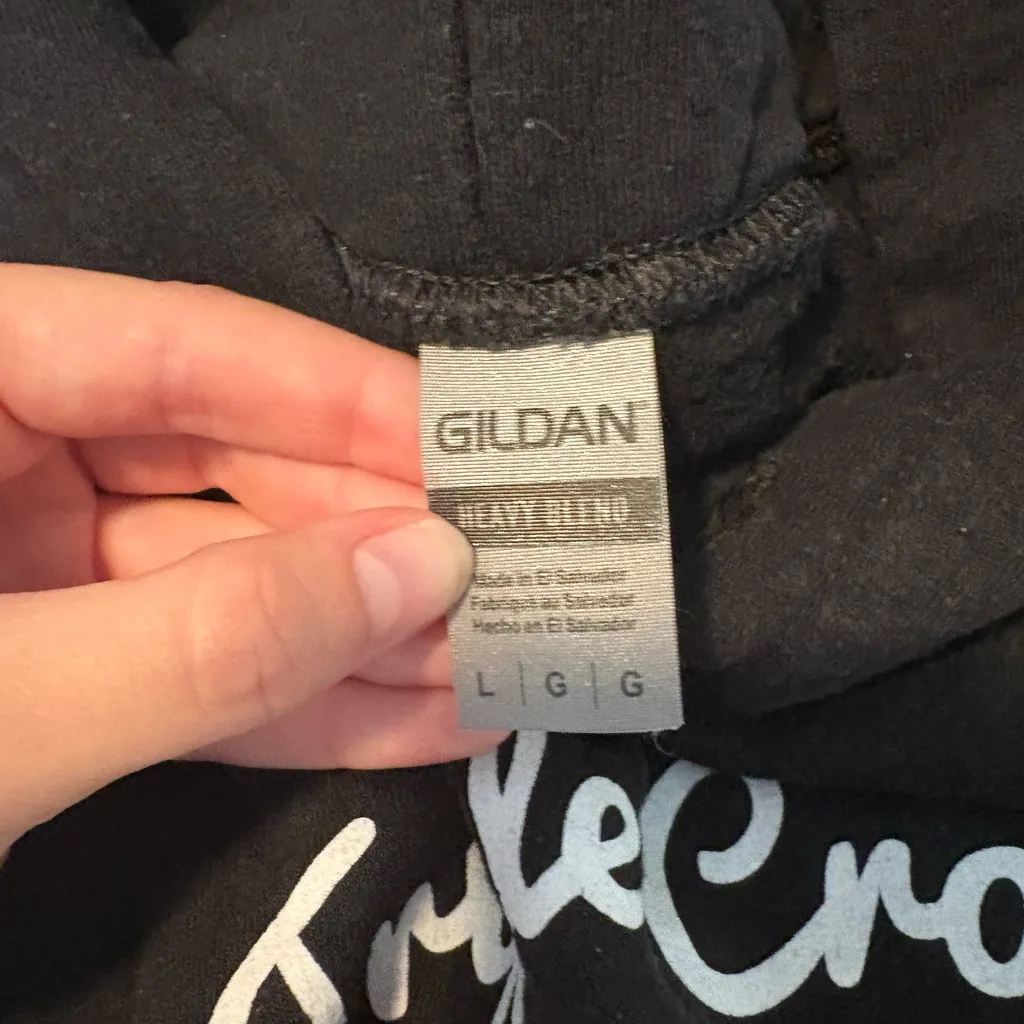 GILDAN
HEAVY BLEND
Made in El Salvador
Fabriqué au Salvador
Hecho en El Salvador
L | G | G